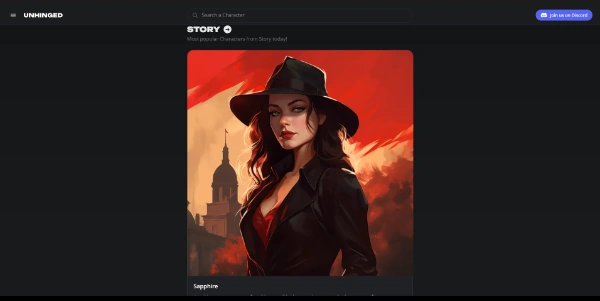 UNHINGED
Search a Character
Join us on Discord
STORY
Most popular Characters from Story today!
Sapphire